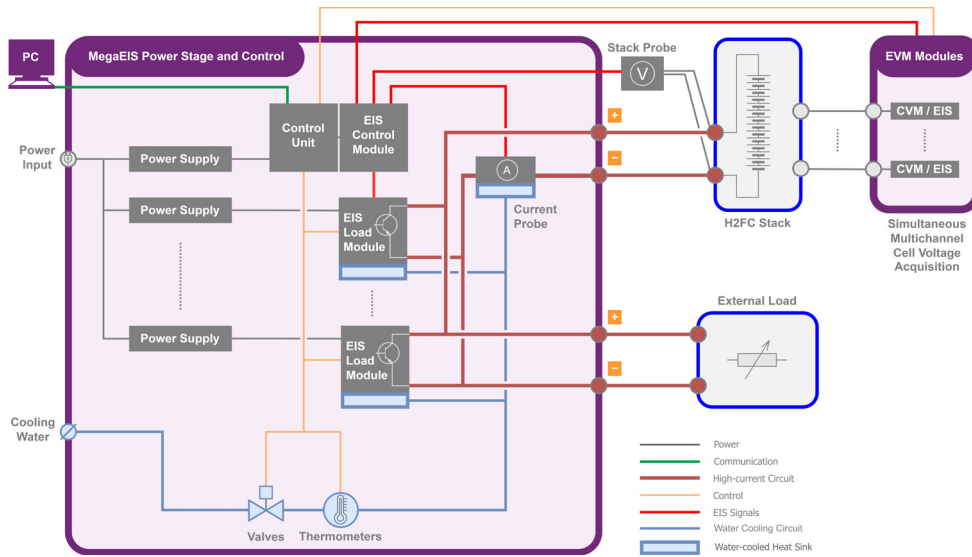 PC
MegaEIS Power Stage and Control
Stack Probe
V
EVM Modules
Control
Unit
EIS
Control
Module
+
CVM / EIS
Power
Input
Power Supply
−
A
CVM / EIS
Current
Probe
Power Supply
EIS
Load
Module
H2FC Stack
Simultaneous
Multichannel
Cell Voltage
Acquisition
External Load
+
Power Supply
EIS
Load
Module
−
Cooling
Water
Valves
Thermometers
Power
Communication
High-current Circuit
Control
EIS Signals
Water Cooling Circuit
Water-cooled Heat Sink